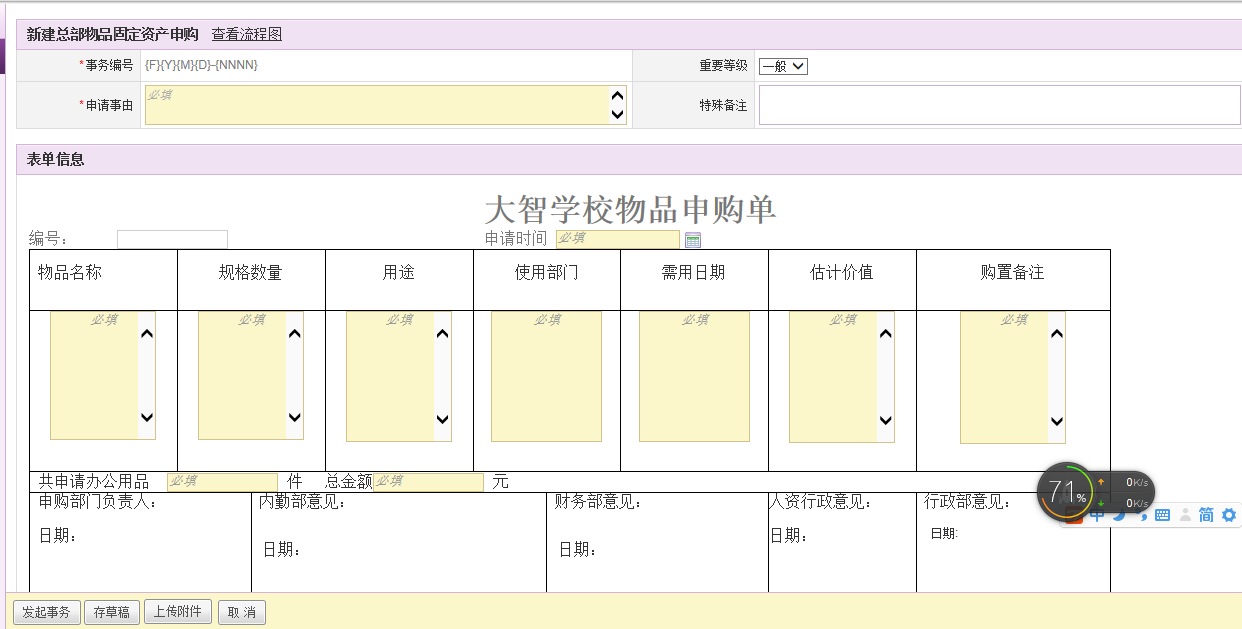 新建总部物品固定资产申购 查看流程图
*事务编号 {F}{Y}{M}{D}-{NNNN} 重要等级 一般
*申请事由 必填 特殊备注
表单信息
大智学校物品申购单
编号： 申请时间 必填
物品名称 规格数量 用途 使用部门 需用日期 估计价值 购置备注
必填 必填 必填 必填 必填 必填 必填
共申请办公用品 必填 件 总金额 必填 元
申购部门负责人： 内勤部意见： 财务部意见： 人资行政意见： 行政部意见：
日期： 日期： 日期： 日期： 日期:
71% 0K/s
0K/s
中 简
发起事务 存草稿 上传附件 取 消